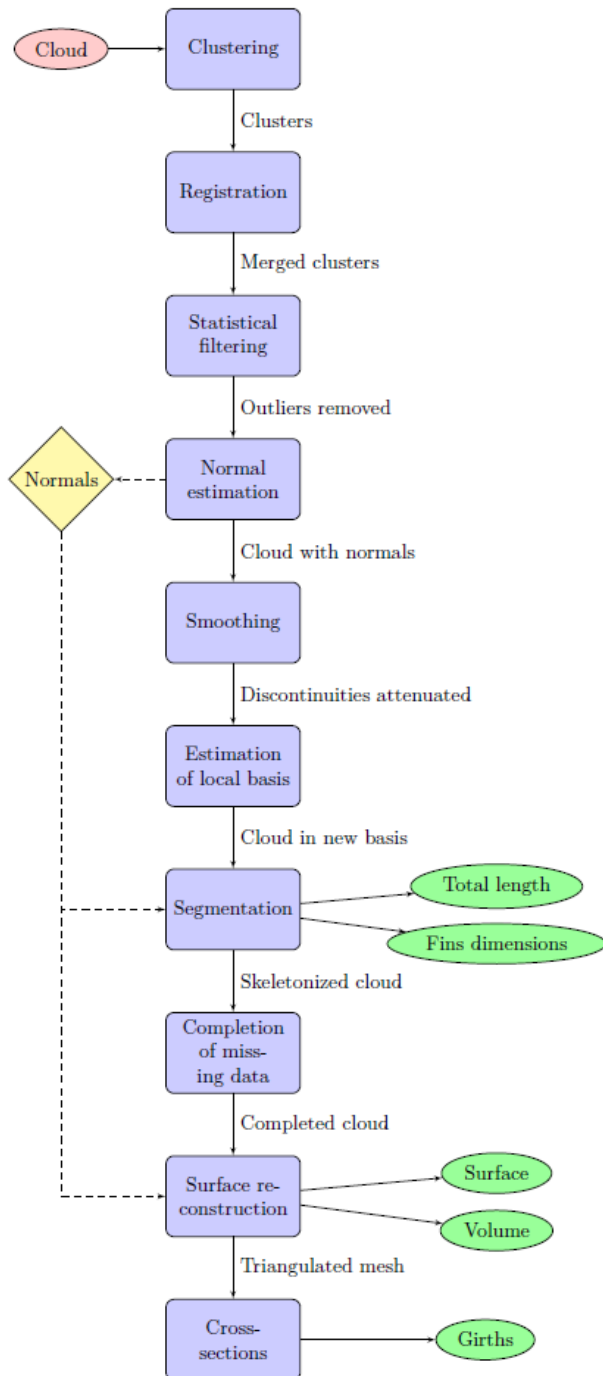 Cloud
Clustering
Clusters
Registration
Merged clusters
Statistical
filtering
Outliers removed
Normals
Normal
estimation
Cloud with normals
Smoothing
Discontinuities attenuated
Estimation
of local basis
Cloud in new basis
Segmentation
Total length
Fins dimensions
Skeletonized cloud
Completion
of miss-
ing data
Completed cloud
Surface re-
construction
Surface
Volume
Triangulated mesh
Cross-
sections
Girths